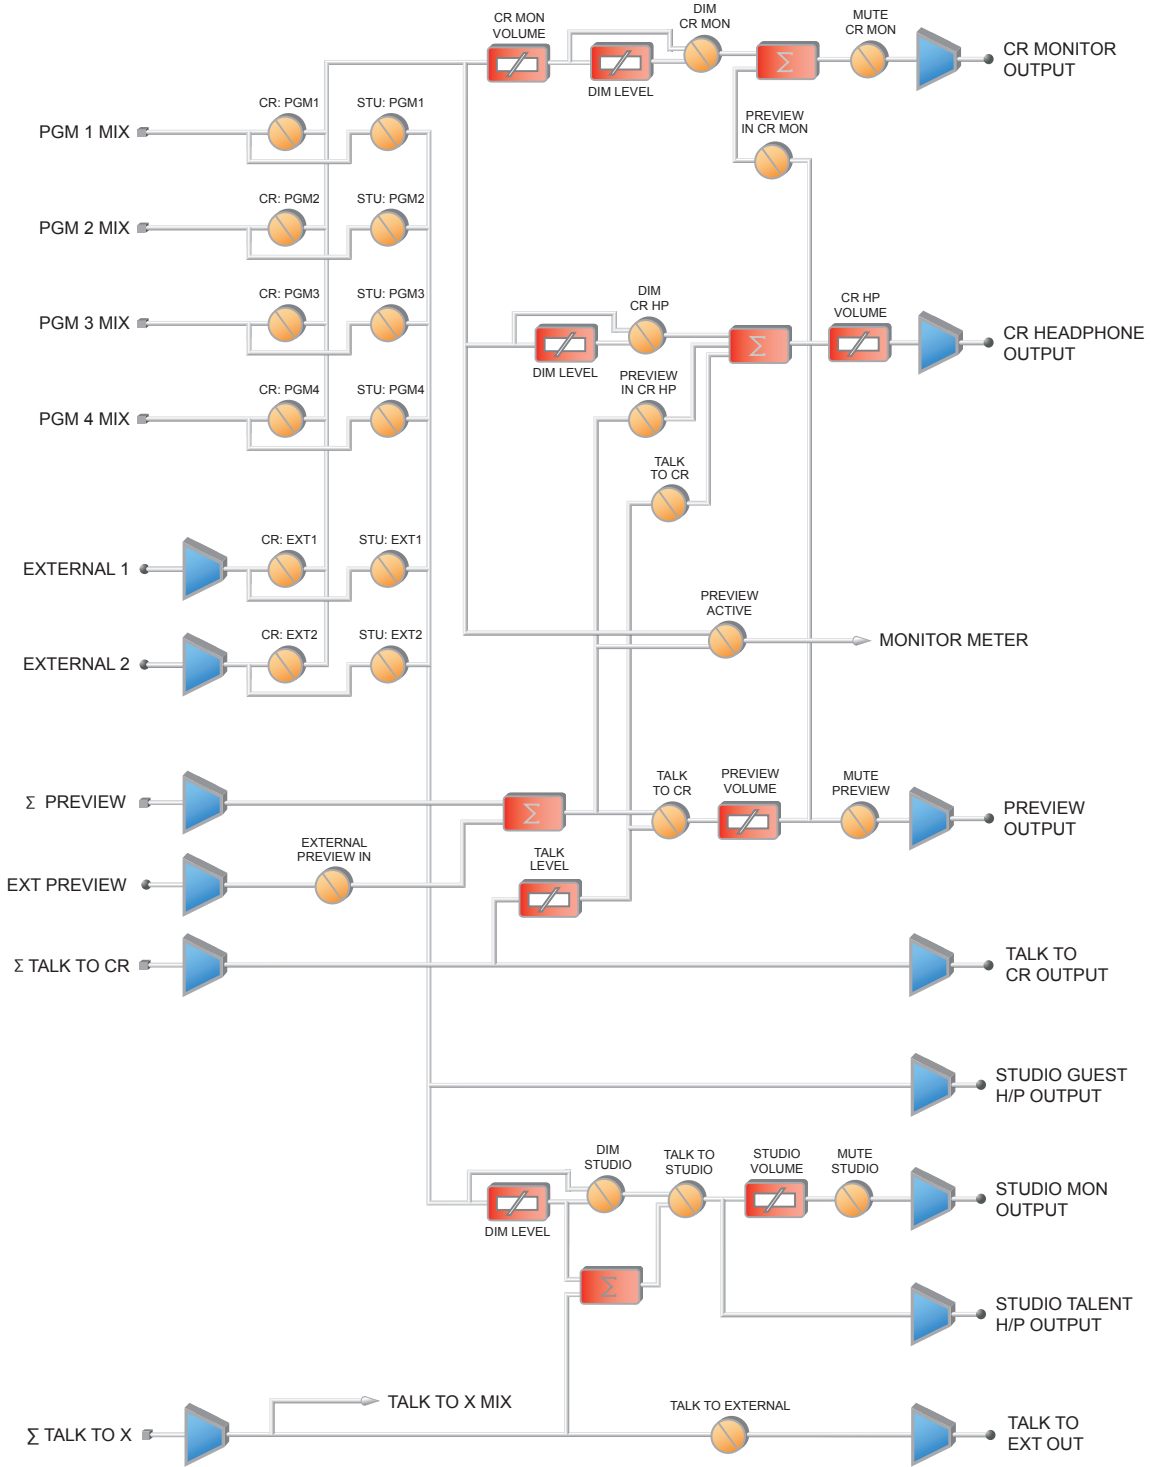 CR MON
VOLUME
DIM
CR MON
MUTE
CR MON
CR MONITOR
OUTPUT
DIM LEVEL
PREVIEW
IN CR MON
CR: PGM1
STU: PGM1
PGM 1 MIX
CR: PGM2
STU: PGM2
PGM 2 MIX
CR: PGM3
STU: PGM3
PGM 3 MIX
DIM
CR HP
CR HP
VOLUME
CR HEADPHONE
OUTPUT
DIM LEVEL
PREVIEW
IN CR HP
CR: PGM4
STU: PGM4
PGM 4 MIX
TALK
TO CR
CR: EXT1
STU: EXT1
EXTERNAL 1
PREVIEW
ACTIVE
MONITOR METER
CR: EXT2
STU: EXT2
EXTERNAL 2
Σ PREVIEW
TALK
TO CR
PREVIEW
VOLUME
MUTE
PREVIEW
PREVIEW
OUTPUT
EXTERNAL
PREVIEW IN
EXT PREVIEW
TALK
LEVEL
Σ TALK TO CR
TALK TO
CR OUTPUT
STUDIO GUEST
H/P OUTPUT
DIM
STUDIO
TALK TO
STUDIO
STUDIO
VOLUME
MUTE
STUDIO
STUDIO MON
OUTPUT
DIM LEVEL
Σ
Σ
Σ
Σ
STUDIO TALENT
H/P OUTPUT
TALK TO X MIX
TALK TO EXTERNAL
Σ TALK TO X
TALK TO
EXT OUT